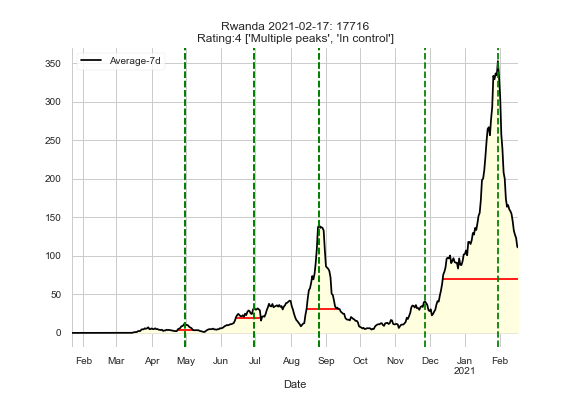 Rwanda 2021-02-17: 17716
Rating:4 ['Multiple peaks', 'In control']
Average-7d
350
300
250
200
150
100
50
0
Feb Mar Apr May Jun Jul Aug Sep Oct Nov Dec Jan Feb
2021
Date